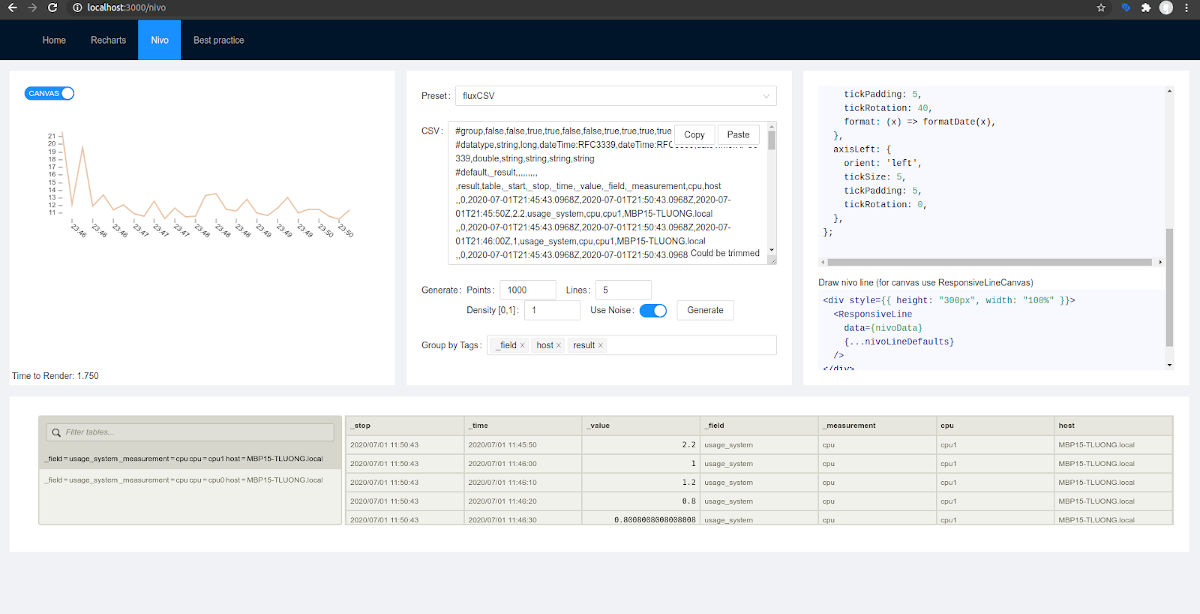 localhost:3000/nivo
Home Recharts Nivo Best practice
CANVAS
21
20
19
18
17
16
15
14
13
12
11
23:46 23:46 23:46 23:47 23:47 23:47 23:48 23:48 23:48 23:49 23:49 23:49 23:50 23:50
Time to Render: 1.750
Preset: fluxCSV
CSV:
#group,false,false,true,true,false,false,true,true,true,true
Copy Paste
#datatype,string,long,dateTime:RFC3339,dateTime:RFC
339,double,string,string,string,string
#default,_result,,,,,,,,,
,result,table,_start,_stop,_time,_value,_field,_measurement,cpu,host
,,0,2020-07-01T21:45:43.0968Z,2020-07-01T21:50:43.0968Z,2020-07-
01T21:45:50Z,2.2,usage_system,cpu,cpu1,MBP15-TLUONG.local
,,0,2020-07-01T21:45:43.0968Z,2020-07-01T21:50:43.0968Z,2020-07-
01T21:46:00Z,1,usage_system,cpu,cpu1,MBP15-TLUONG.local
,,0,2020-07-01T21:45:43.0968Z,2020-07-01T21:50:43.0968
Could be trimmed
Generate: Points: 1000 Lines: 5
Density [0,1]: 1 Use Noise: Generate
Group by Tags: _field × host × result ×
tickPadding: 5,
tickRotation: 40,
format: (x) => formatDate(x),
},
axisLeft: {
orient: 'left',
tickSize: 5,
tickPadding: 5,
tickRotation: 0,
},
};
Draw nivo line (for canvas use ResponsiveLineCanvas)
<div style={{ height: "300px", width: "100%" }}>
<ResponsiveLine
data={nivoData}
{...nivoLineDefaults}
/>
</div>
Filter tables...
_field = usage_system _measurement = cpu cpu = cpu1 host = MBP15-TLUONG.local
_field = usage_system _measurement = cpu cpu = cpu0 host = MBP15-TLUONG.local
_stop _time _value _field _measurement cpu host
2020/07/01 11:50:43 2020/07/01 11:45:50 2.2 usage_system cpu cpu1 MBP15-TLUONG.local
2020/07/01 11:50:43 2020/07/01 11:46:00 1 usage_system cpu cpu1 MBP15-TLUONG.local
2020/07/01 11:50:43 2020/07/01 11:46:10 1.2 usage_system cpu cpu1 MBP15-TLUONG.local
2020/07/01 11:50:43 2020/07/01 11:46:20 0.8 usage_system cpu cpu1 MBP15-TLUONG.local
2020/07/01 11:50:43 2020/07/01 11:46:30 0.8008008008008008 usage_system cpu cpu1 MBP15-TLUONG.local